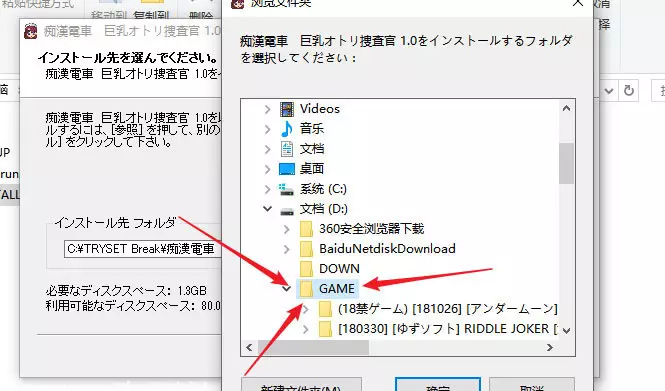 粘贴快捷方式
移动到 复制到
删除
痴漢電車 巨乳オトリ捜査官 1.0
インストール先を選んでください。
痴漢電車 巨乳オトリ捜査官 1.0をイ
痴漢電車 巨乳オトリ捜査官 1.0を以
ルするには、[参照] を押して、別の
ル] をクリックして下さい。
インストール先 フォルダ
C:¥TRYSET Break¥痴漢電車
必要なディスクスペース: 1.3GB
利用可能なディスクスペース: 80.0
浏览文件夹
痴漢電車 巨乳オトリ捜査官 1.0をインストールするフォルダ
を選択してください：
Videos
音乐
文档
桌面
系统 (C:)
文档 (D:)
360安全浏览器下载
BaiduNetdiskDownload
DOWN
GAME
(18禁ゲーム) [181026] [アンダームーン]
[180330] [ゆずソフト] RIDDLE JOKER [
新建文件夹(M)
确定
取消